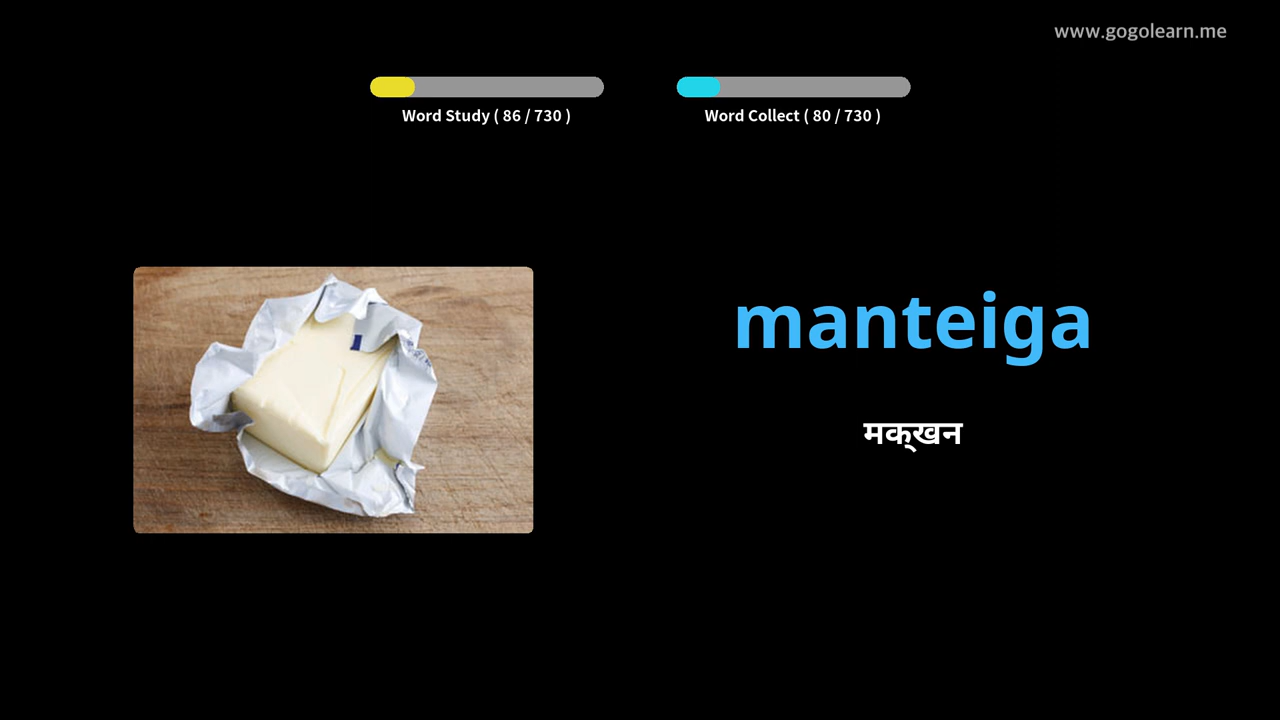 www.gogolearn.me
Word Study ( 86 / 730 )
Word Collect ( 80 / 730 )
manteiga
मक्खन